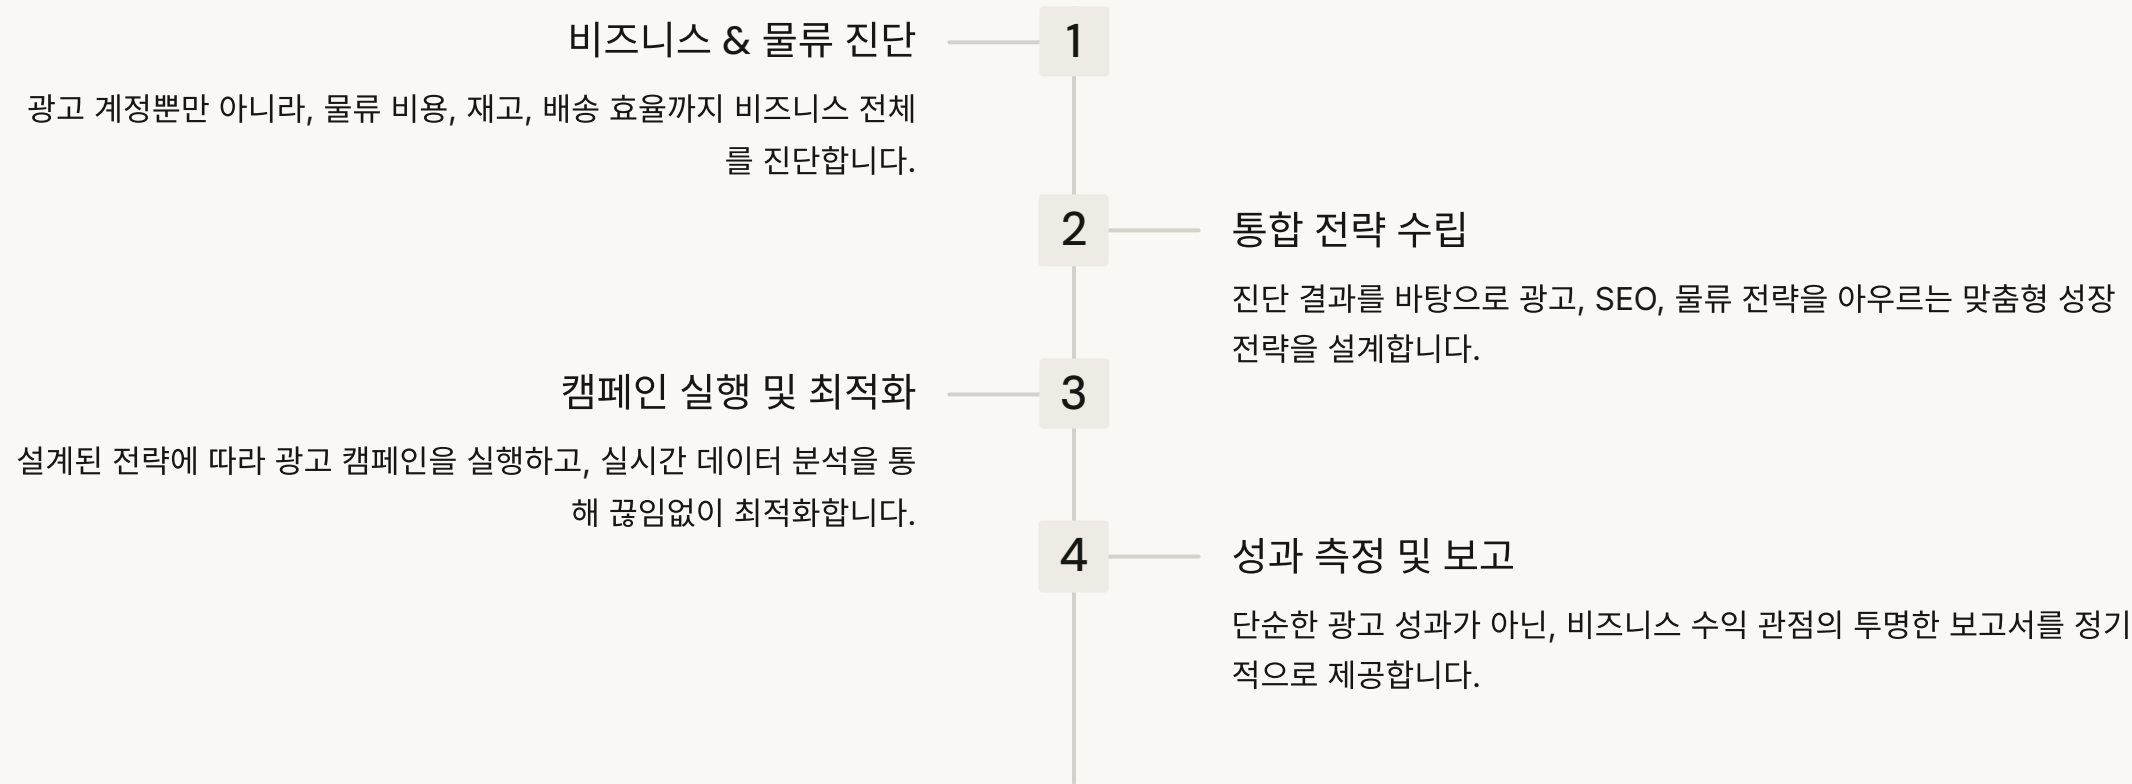 비즈니스 & 물류 진단
1
광고 계정뿐만 아니라, 물류 비용, 재고, 배송 효율까지 비즈니스 전체
를 진단합니다.
2
통합 전략 수립
진단 결과를 바탕으로 광고, SEO, 물류 전략을 아우르는 맞춤형 성장
전략을 설계합니다.
캠페인 실행 및 최적화
3
설계된 전략에 따라 광고 캠페인을 실행하고, 실시간 데이터 분석을 통
해 끊임없이 최적화합니다.
4
성과 측정 및 보고
단순한 광고 성과가 아닌, 비즈니스 수익 관점의 투명한 보고서를 정기
적으로 제공합니다.